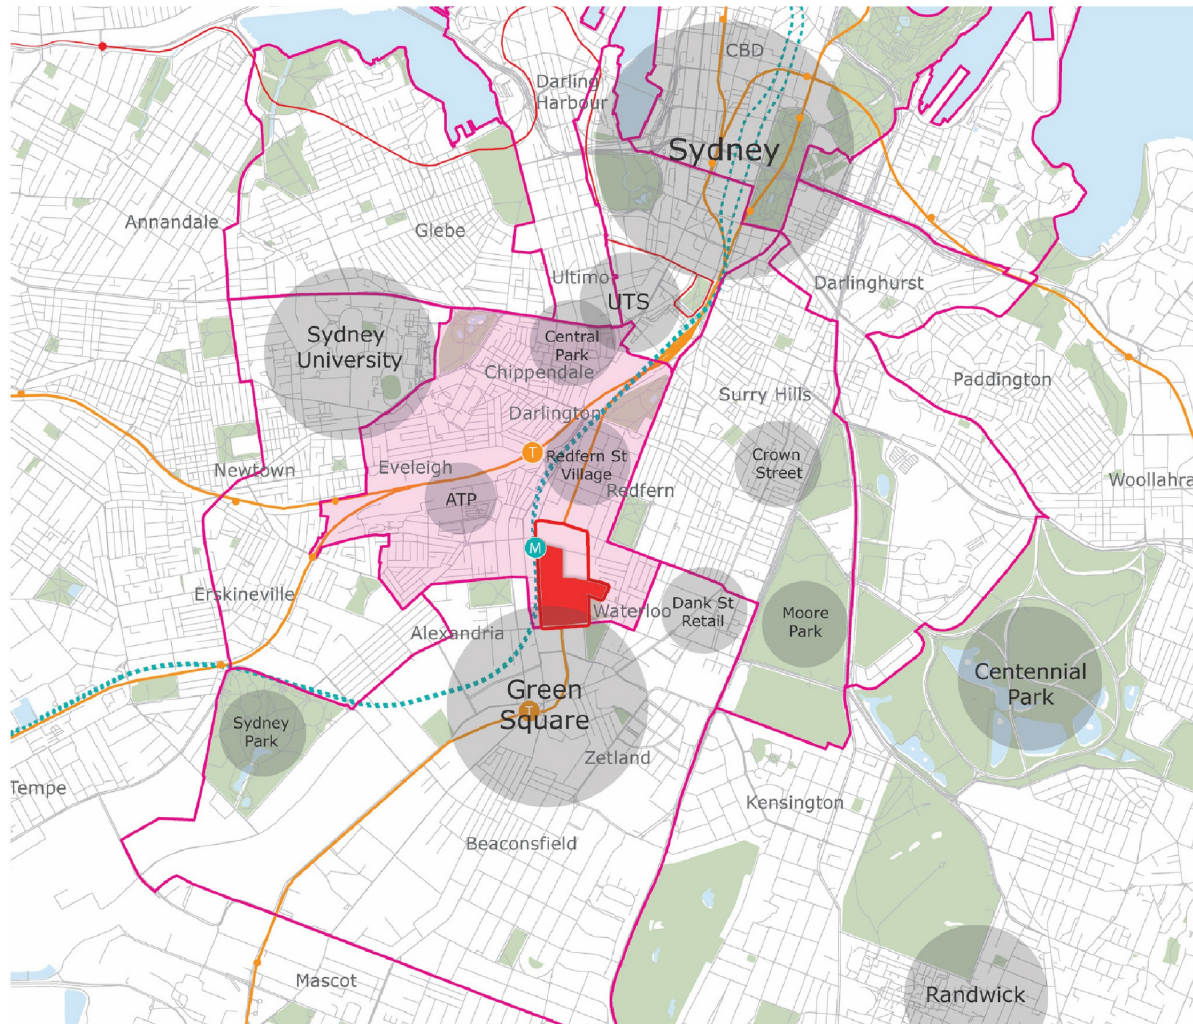 CBD
Darling
Harbour
Sydney
Annandale
Glebe
Ultimo
UTS
Darlinghurst
Sydney
University
Central
Park
Chippendale
Paddington
Surry Hills
Darlington
T
Newtown
Eveleigh
Redfern St
Village
Crown
Street
ATP
Redfern
Woollahra
M
Erskineville
Waterloo
Dank St
Retail
Moore
Park
Alexandria
Centennial
Park
Green
Square
T
Sydney
Park
Zetland
Tempe
Kensington
Beaconsfield
Mascot
Randwick